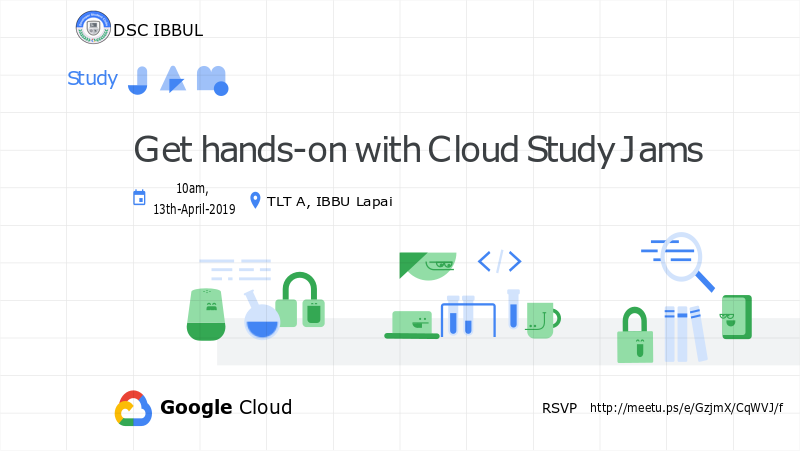 DSC IBBUL
Study JAM
Get hands-on with Cloud Study Jams
10am,
13th-April-2019
TLT A, IBBU Lapai
< / >
Google Cloud
RSVP http://meetu.ps/e/GzjmX/CqWVJ/f